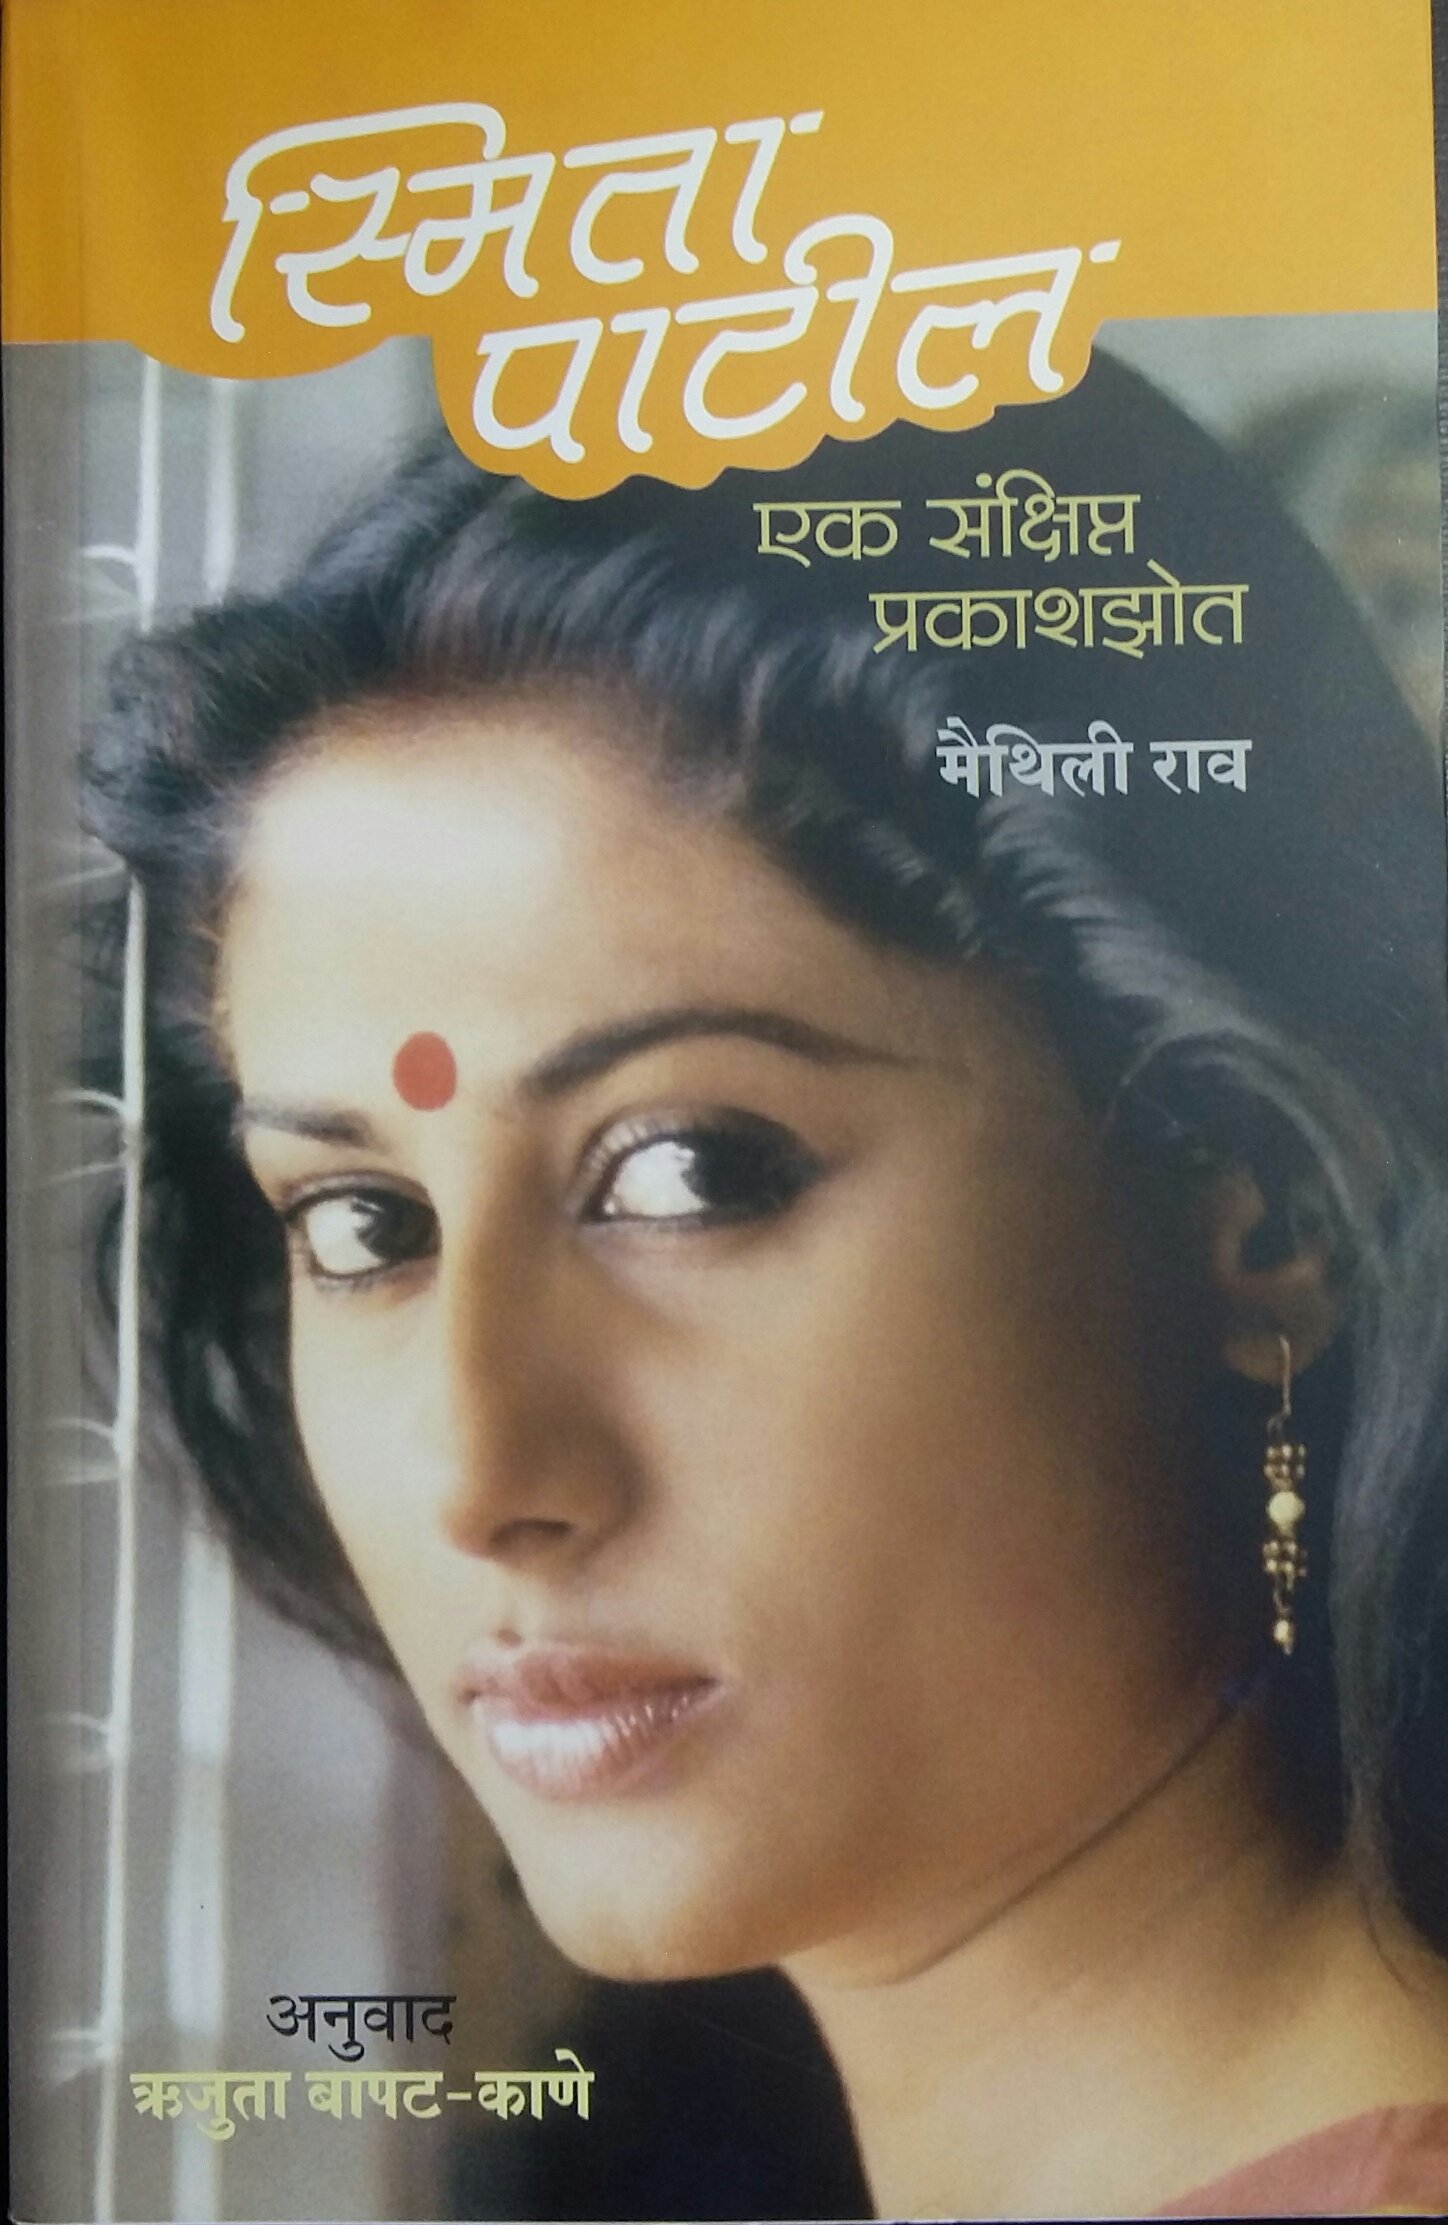 स्मिता
पाटील
एक संक्षिप्त
प्रकाशझोत
मैथिली राव
अनुवाद
ऋजुता बापट-काणे